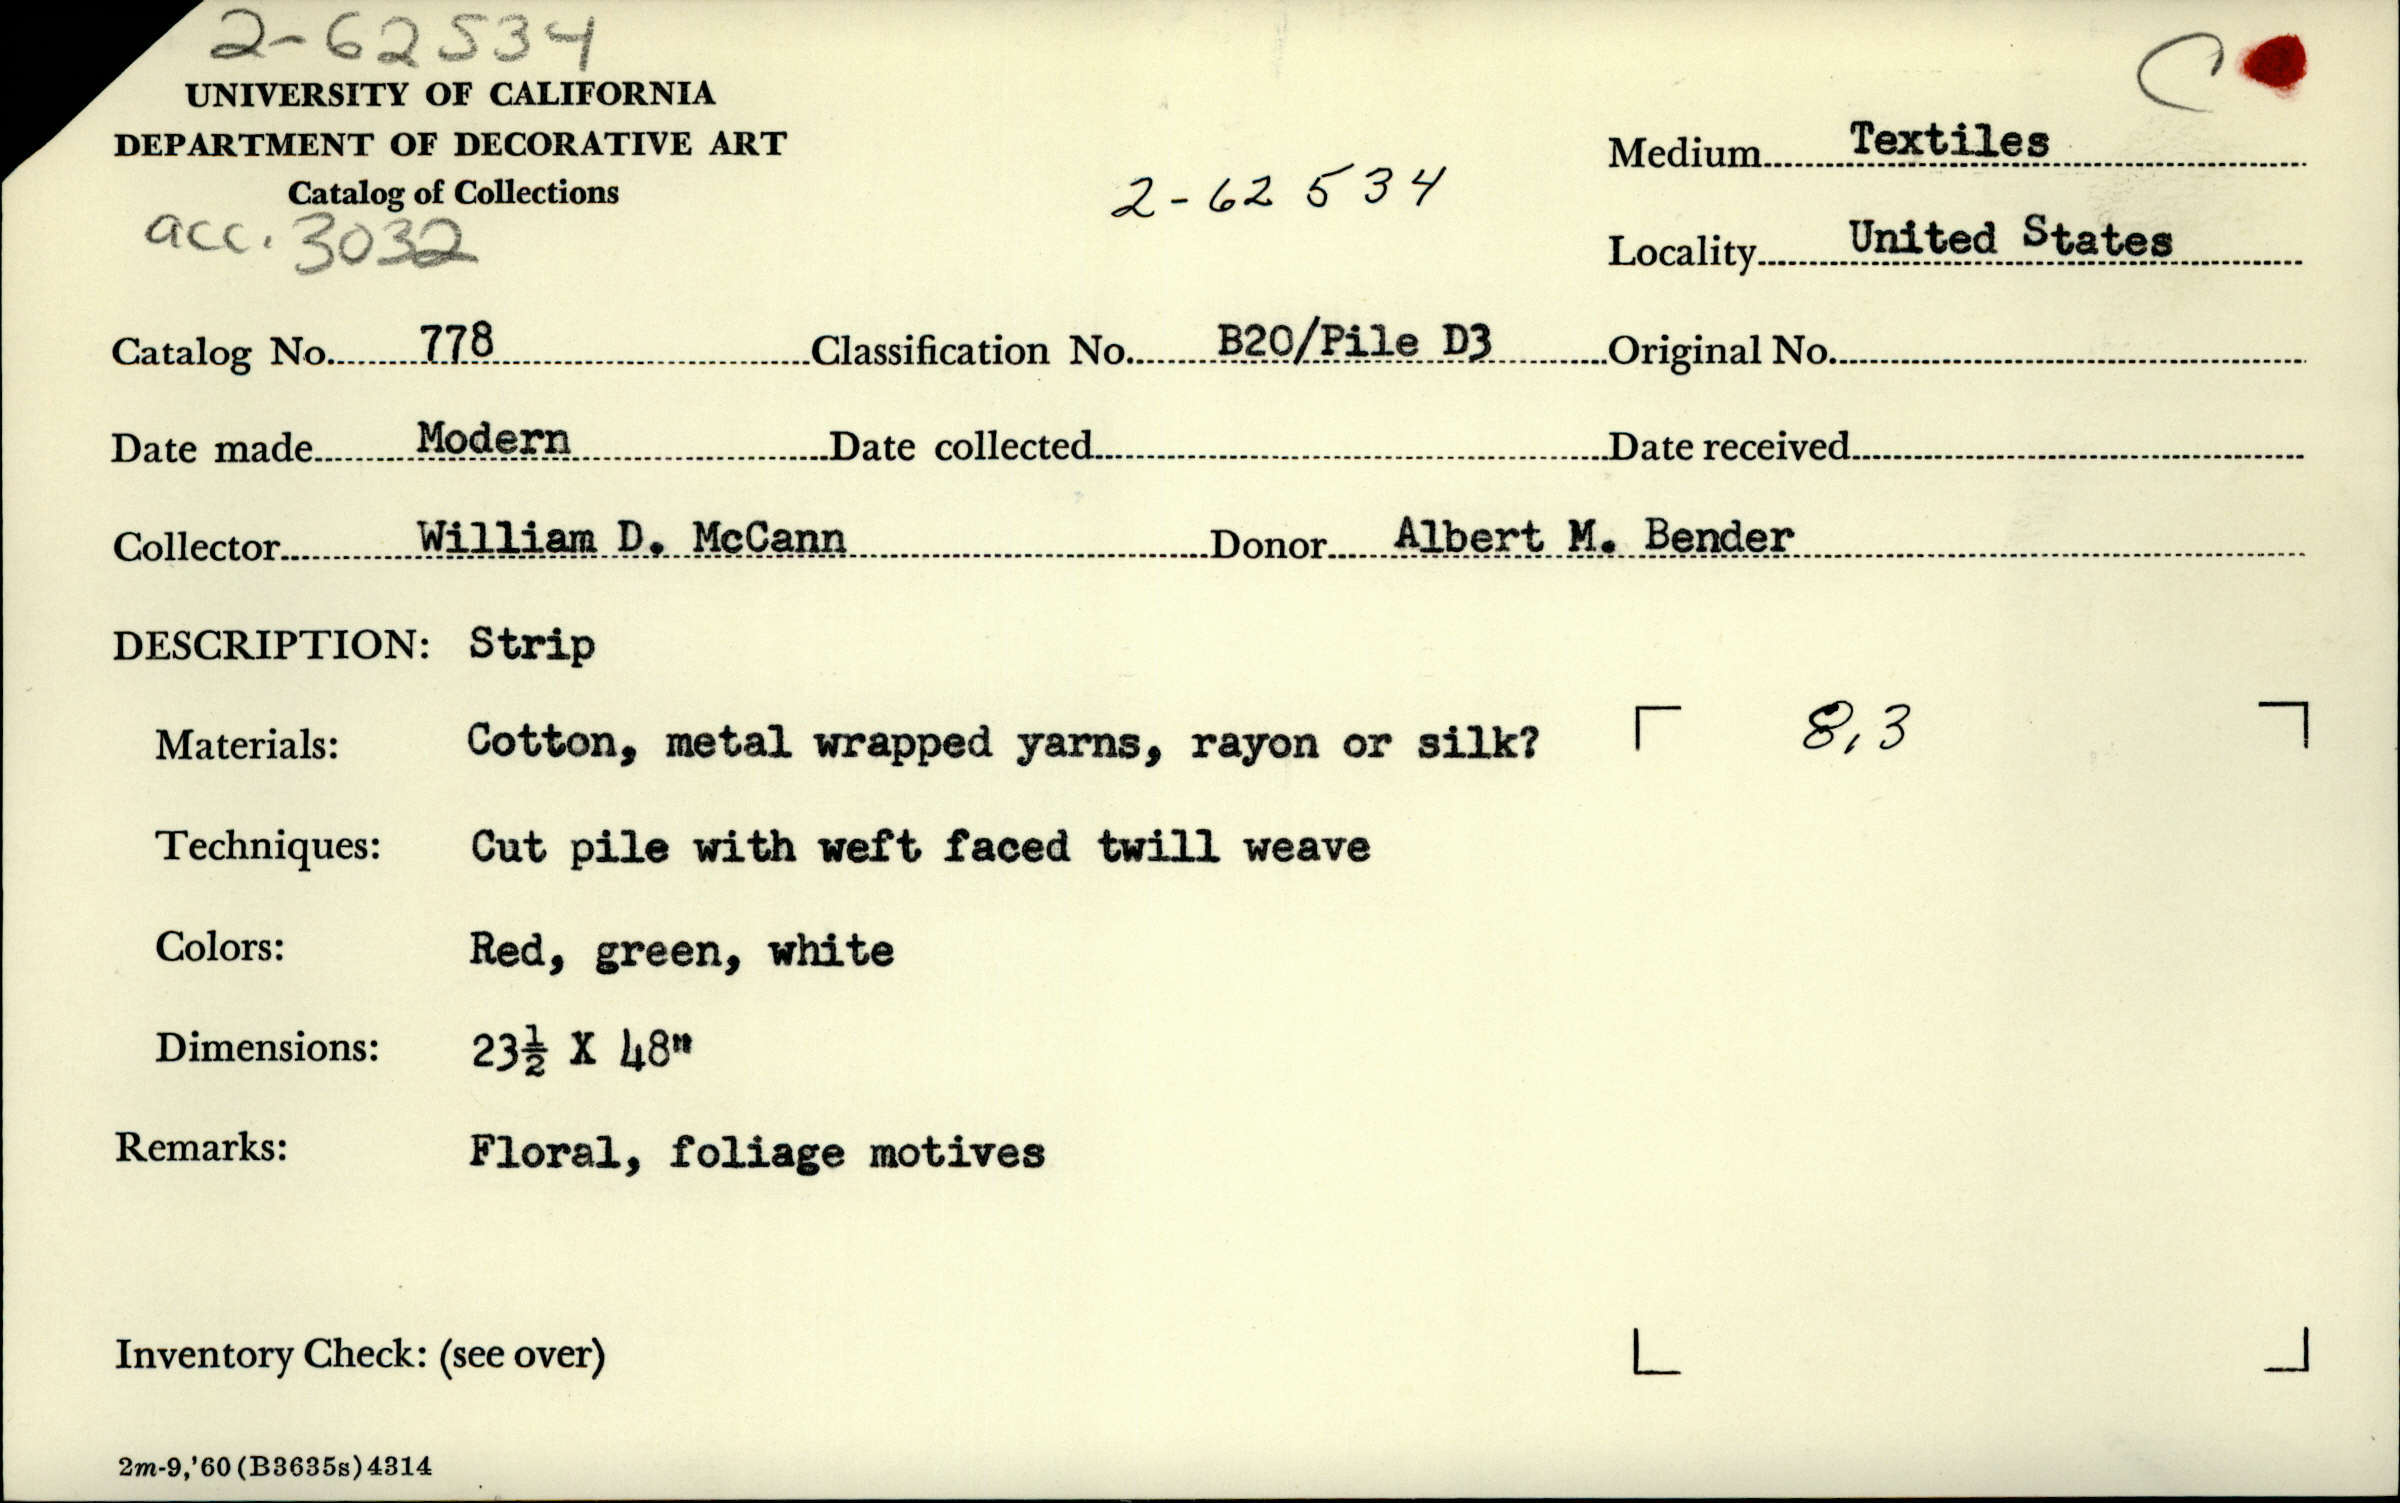 2-62534
UNIVERSITY OF CALIFORNIA
DEPARTMENT OF DECORATIVE ART
Catalog of Collections
acc. 3032
2-62534
C
Medium Textiles
Locality United States
Catalog No. 778 Classification No. B20/Pile D3 Original No.
Date made Modern Date collected Date received
Collector William D. McCann Donor Albert M. Bender
DESCRIPTION: Strip
Materials: Cotton, metal wrapped yarns, rayon or silk? 8,3
Techniques: Cut pile with weft faced twill weave
Colors: Red, green, white
Dimensions: 23½ X 48"
Remarks: Floral, foliage motives
Inventory Check: (see over)
2m-9,'60(B3635s)4314